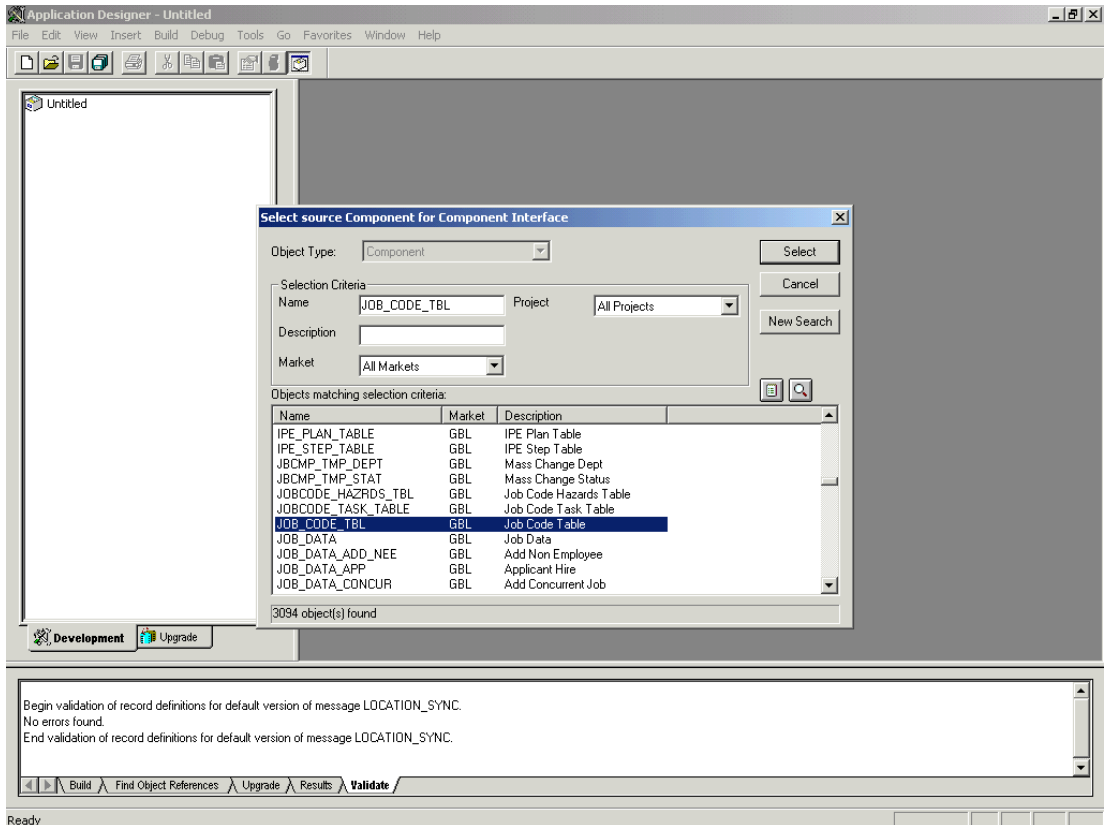 Application Designer - Untitled
File Edit View Insert Build Debug Tools Go Favorites Window Help
Untitled
Select source Component for Component Interface
Object Type: Component Select
Selection Criteria Cancel
Name JOB_CODE_TBL Project All Projects
New Search
Description
Market All Markets
Objects matching selection criteria:
Name Market Description
IPE_PLAN_TABLE GBL IPE Plan Table
IPE_STEP_TABLE GBL IPE Step Table
JBCMP_TMP_DEPT GBL Mass Change Dept
JBCMP_TMP_STAT GBL Mass Change Status
JOBCODE_HAZRDS_TBL GBL Job Code Hazards Table
JOBCODE_TASK_TABLE GBL Job Code Task Table
JOB_CODE_TBL GBL Job Code Table
JOB_DATA GBL Job Data
JOB_DATA_ADD_NEE GBL Add Non Employee
JOB_DATA_APP GBL Applicant Hire
JOB_DATA_CONCUR GBL Add Concurrent Job
3094 object(s) found
Development Upgrade
Begin validation of record definitions for default version of message LOCATION_SYNC.
No errors found.
End validation of record definitions for default version of message LOCATION_SYNC.
Build Find Object References Upgrade Results Validate
Ready